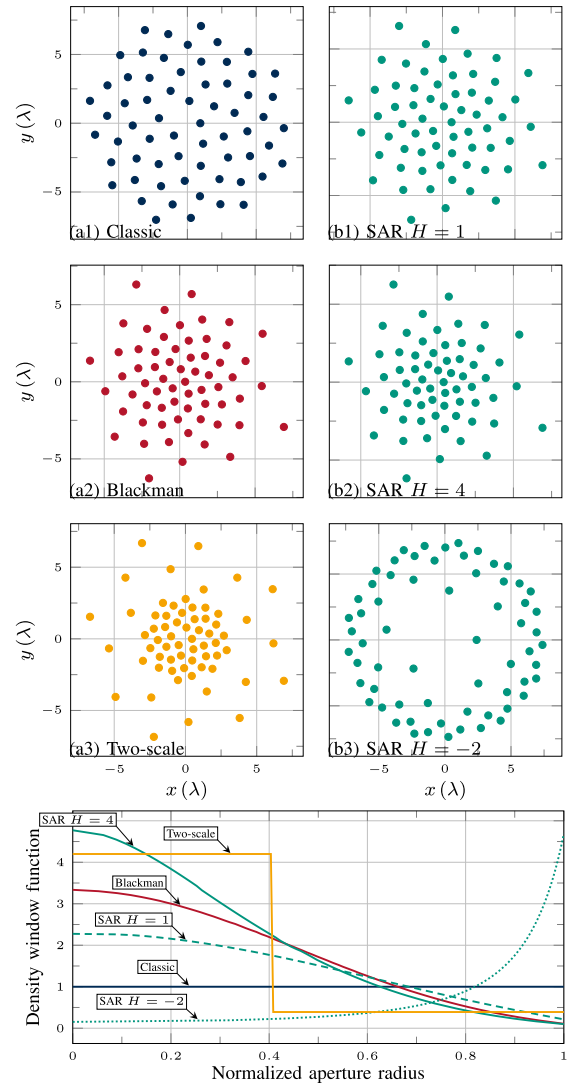 5
0
−5
y (λ)
(a1) Classic
(b1) SAR H = 1
5
0
−5
y (λ)
(a2) Blackman
(b2) SAR H = 4
5
0
−5
y (λ)
(a3) Two-scale
(b3) SAR H = −2
−5 0 5
−5 0 5
x (λ)
x (λ)
SAR H = 4
Two-scale
Blackman
SAR H = 1
Classic
SAR H = −2
5
4
3
2
1
0
Density window function
0 0.2 0.4 0.6 0.8 1
Normalized aperture radius